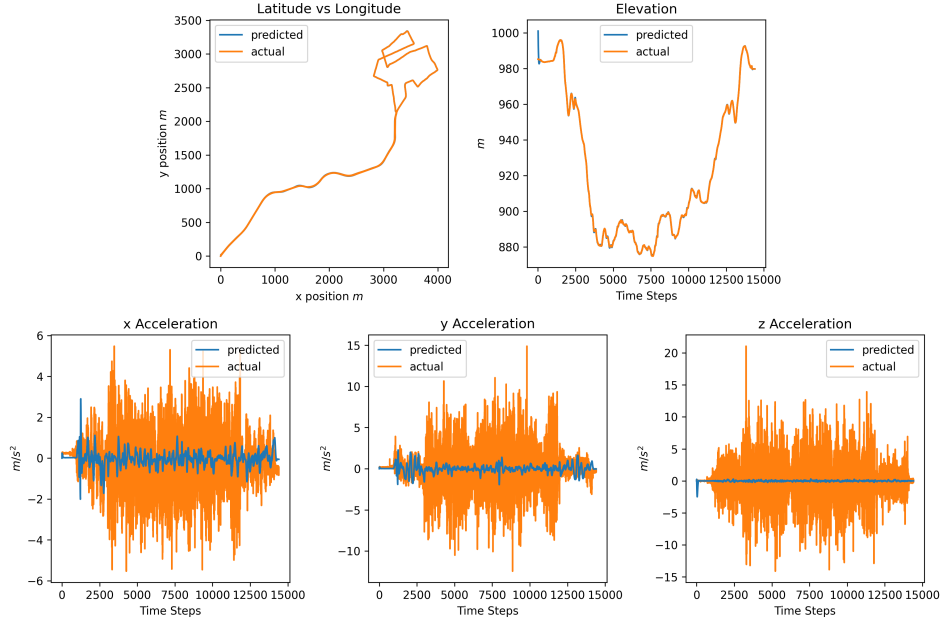 Latitude vs Longitude
predicted
actual
3500
3000
2500
2000
1500
1000
500
0
y position m
0 1000 2000 3000 4000
x position m
Elevation
predicted
actual
1000
980
960
940
920
900
880
m
0 2500 5000 7500 10000 12500 15000
Time Steps
x Acceleration
predicted
actual
6
4
2
0
−2
−4
−6
m/s²
0 2500 5000 7500 10000 12500 15000
Time Steps
y Acceleration
predicted
actual
15
10
5
0
−5
−10
m/s²
0 2500 5000 7500 10000 12500 15000
Time Steps
z Acceleration
predicted
actual
20
15
10
5
0
−5
−10
−15
m/s²
0 2500 5000 7500 10000 12500 15000
Time Steps